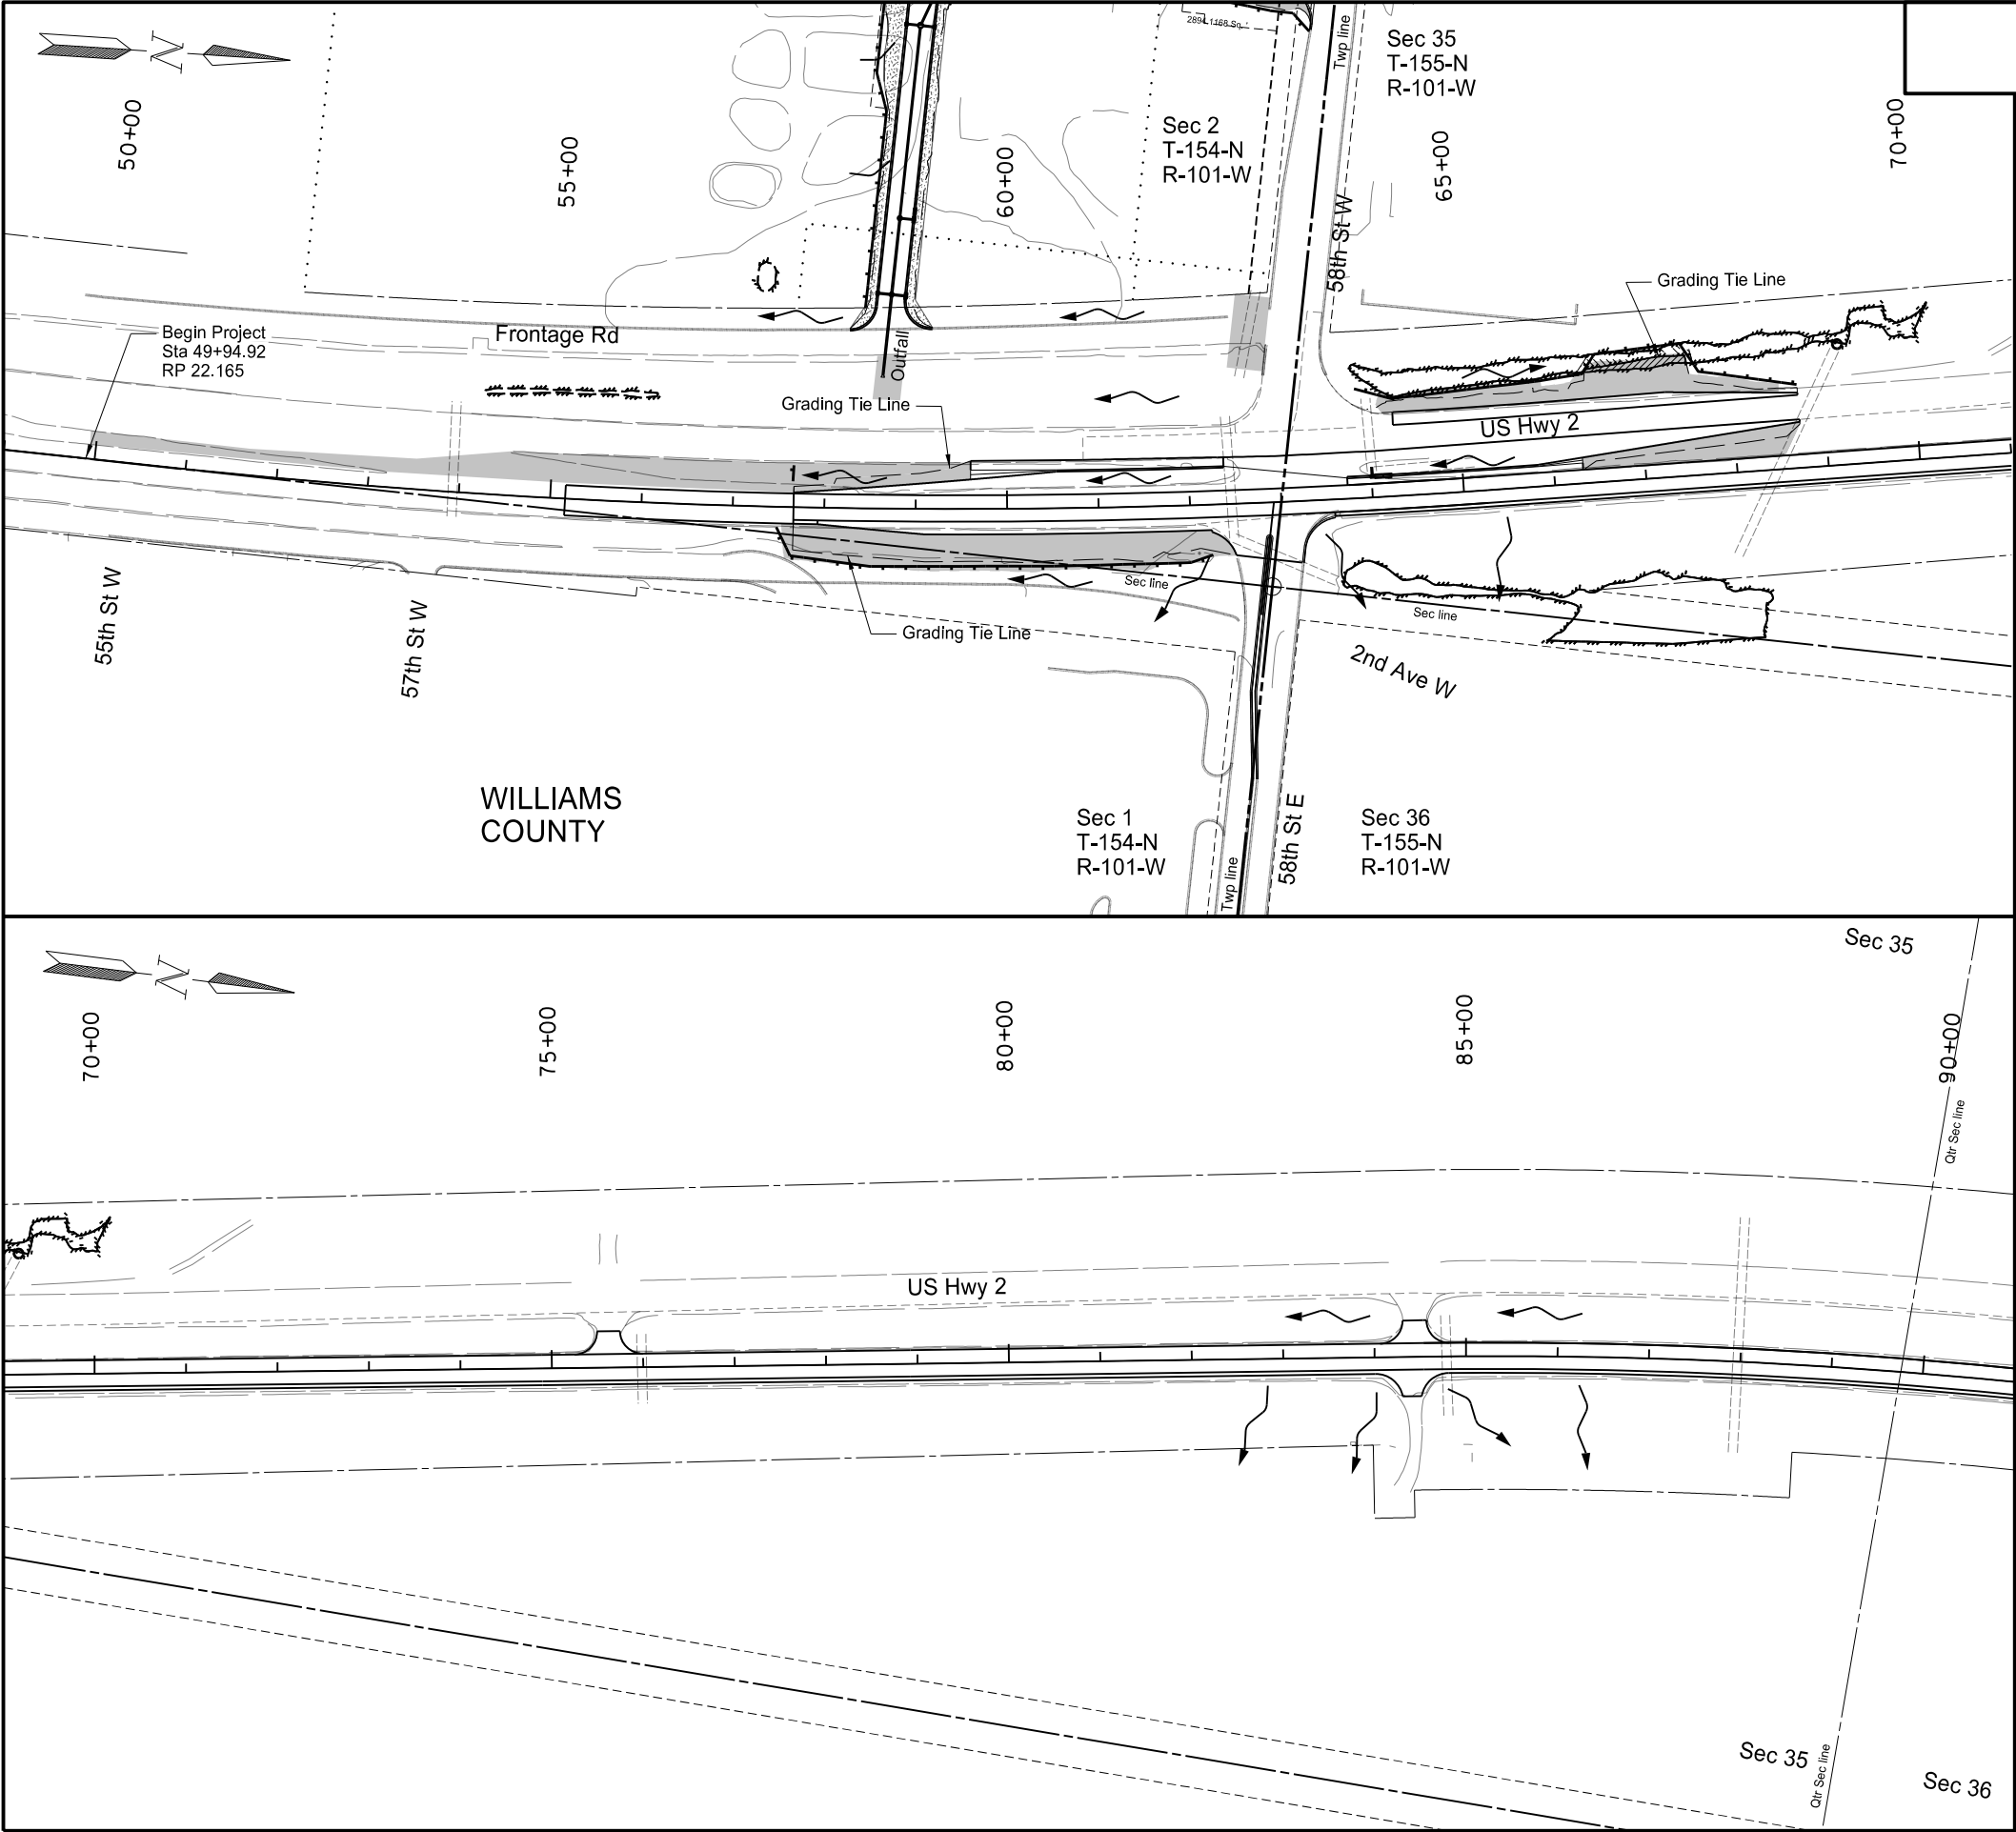 N
2894.1168 Sq. '
Twp line
Sec 35
T-155-N
R-101-W
50+00
55+00
60+00
Sec 2
T-154-N
R-101-W
65+00
70+00
58th St W
Grading Tie Line
Begin Project
Sta 49+94.92
RP 22.165
Frontage Rd
Outfall
Grading Tie Line
US Hwy 2
55th St W
57th St W
Sec line
Grading Tie Line
Sec line
2nd Ave W
WILLIAMS
COUNTY
Sec 1
T-154-N
R-101-W
Twp line
58th St E
Sec 36
T-155-N
R-101-W
N
Sec 35
70+00
75+00
80+00
85+00
90+00
Qtr Sec line
US Hwy 2
Sec 35
Qtr Sec line
Sec 36